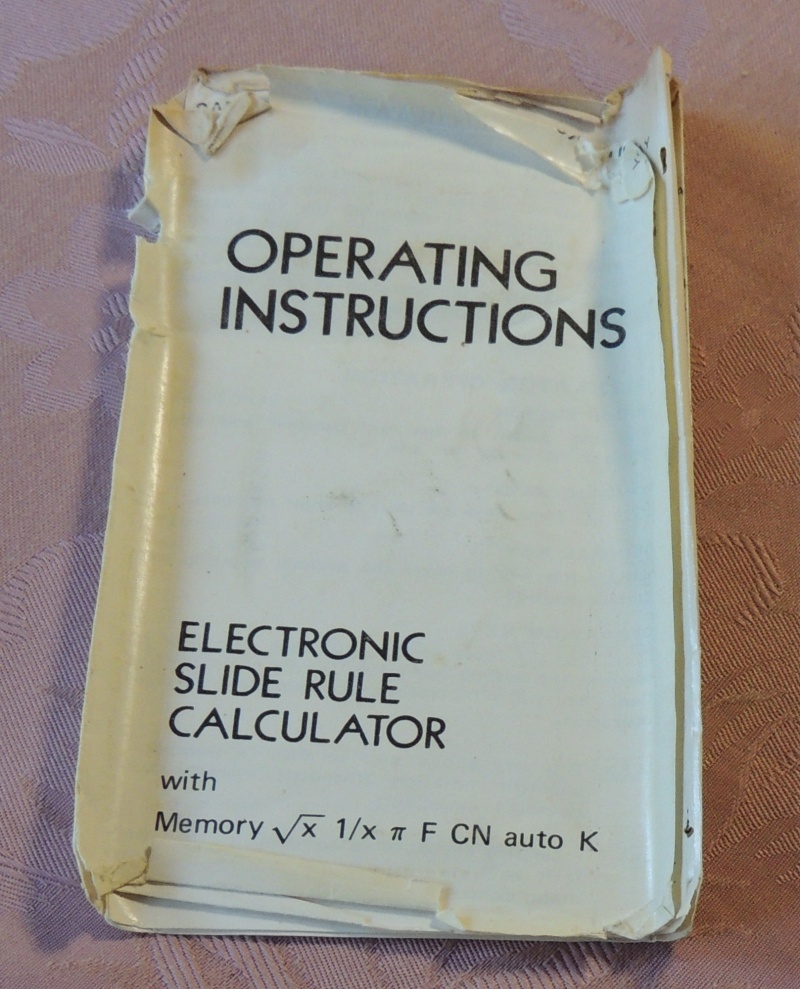 OPERATING
INSTRUCTIONS
ELECTRONIC
SLIDE RULE
CALCULATOR
with
Memory √x 1/x π F CN auto K